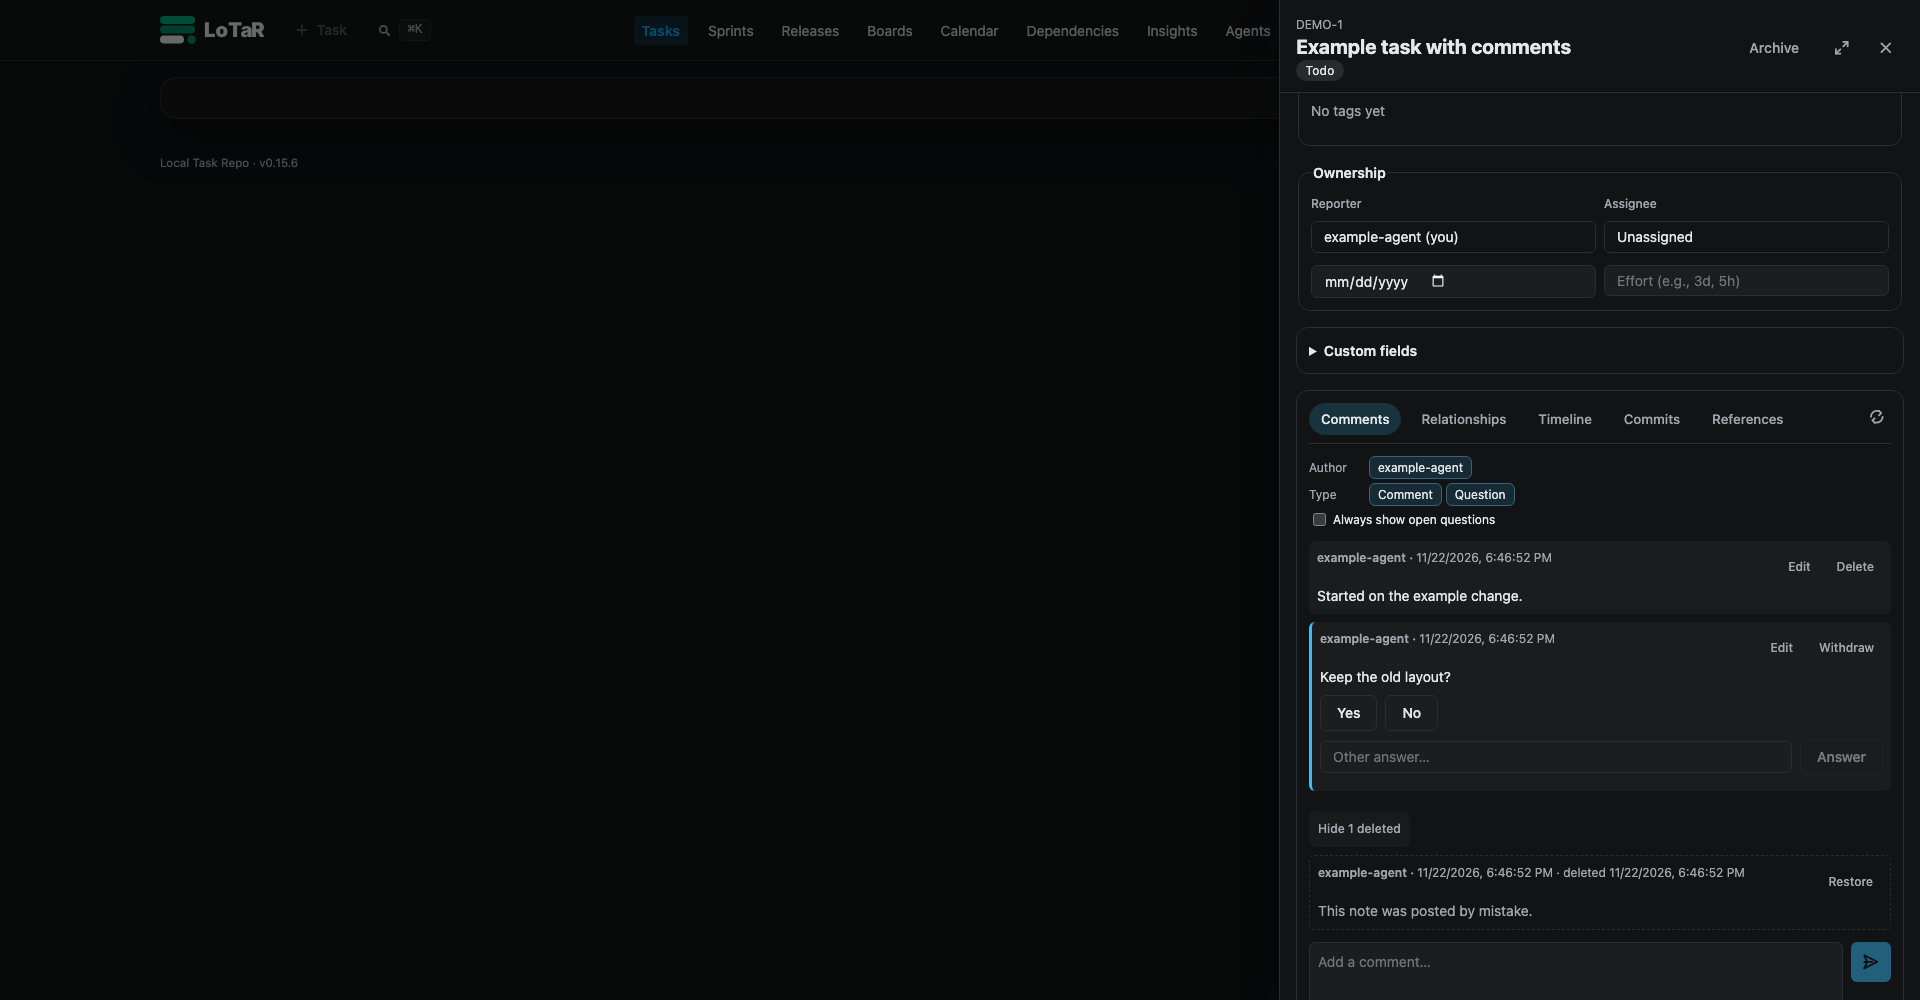 LoTaR
Task
⌘K
Tasks
Sprints
Releases
Boards
Calendar
Dependencies
Insights
Agents
Local Task Repo · v0.15.6
DEMO-1
Example task with comments
Todo
Archive
No tags yet
Ownership
Reporter
Assignee
example-agent (you)
Unassigned
mm/dd/yyyy
Effort (e.g., 3d, 5h)
Custom fields
Comments
Relationships
Timeline
Commits
References
Author
example-agent
Type
Comment
Question
Always show open questions
example-agent · 11/22/2026, 6:46:52 PM
Edit
Delete
Started on the example change.
example-agent · 11/22/2026, 6:46:52 PM
Edit
Withdraw
Keep the old layout?
Yes
No
Other answer...
Answer
Hide 1 deleted
example-agent · 11/22/2026, 6:46:52 PM · deleted 11/22/2026, 6:46:52 PM
Restore
This note was posted by mistake.
Add a comment...